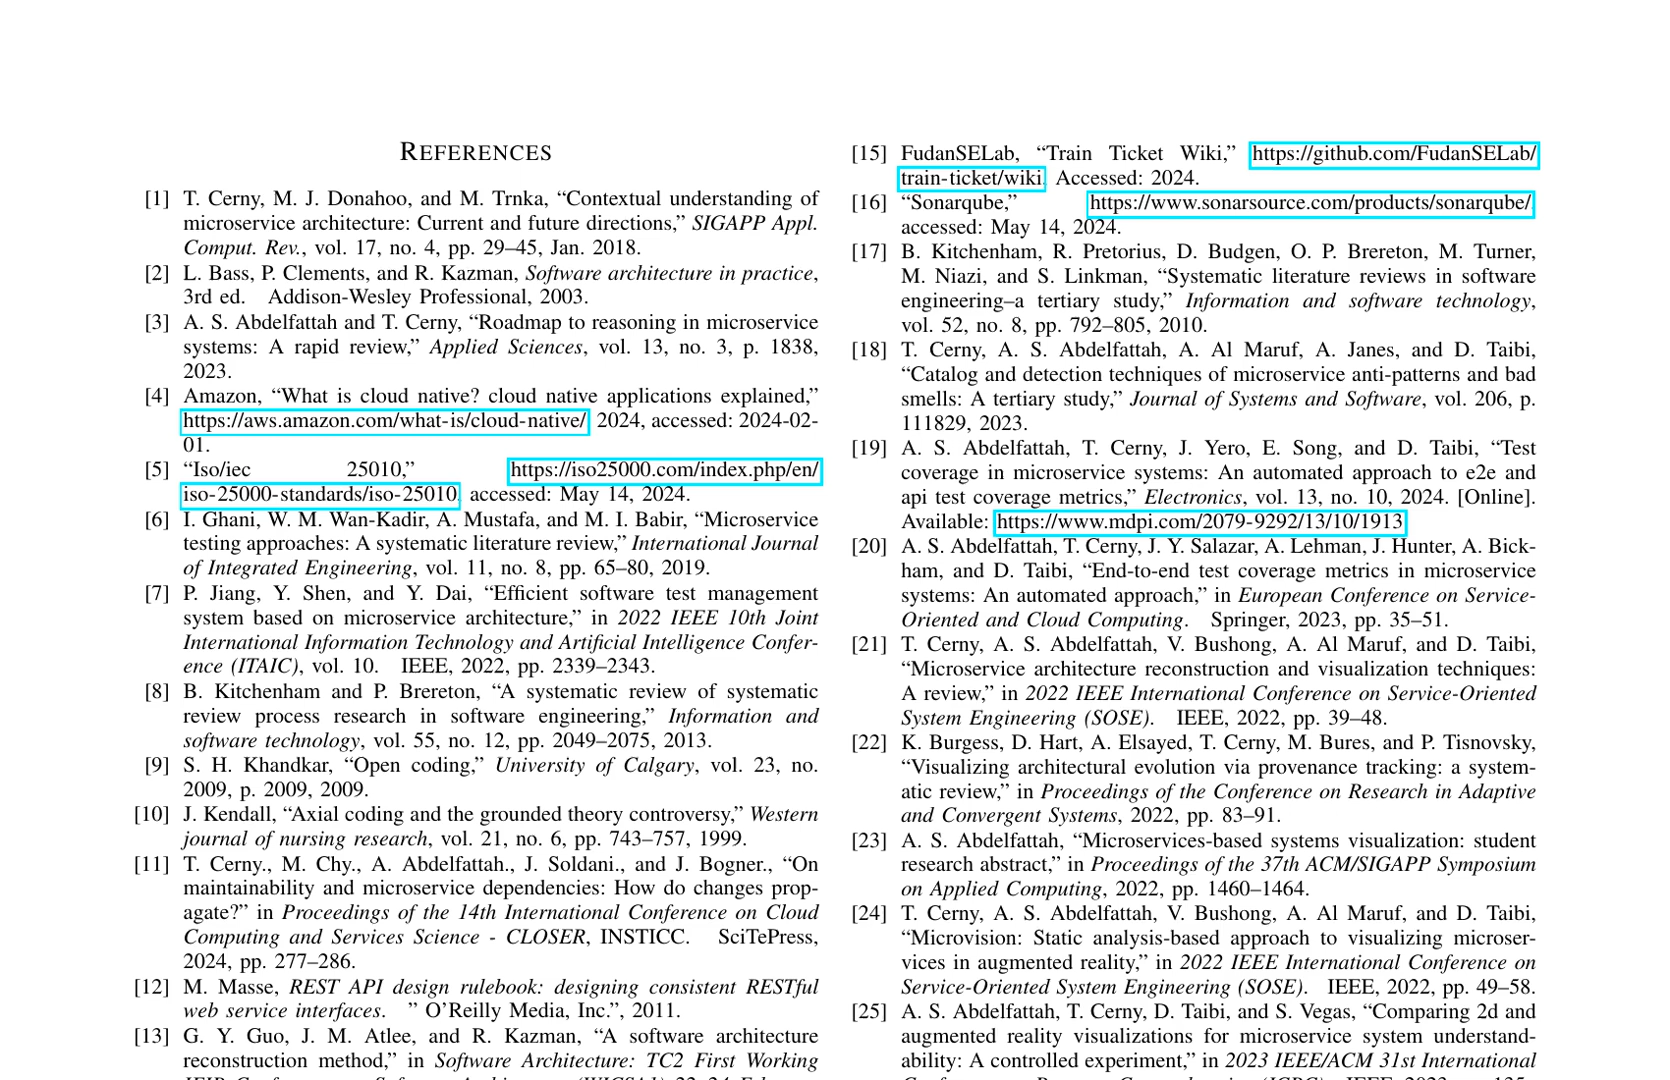 REFERENCES
[1] T. Cerny, M. J. Donahoo, and M. Trnka, “Contextual understanding of
microservice architecture: Current and future directions,” SIGAPP Appl.
Comput. Rev., vol. 17, no. 4, pp. 29–45, Jan. 2018.
[2] L. Bass, P. Clements, and R. Kazman, Software architecture in practice,
3rd ed. Addison-Wesley Professional, 2003.
[3] A. S. Abdelfattah and T. Cerny, “Roadmap to reasoning in microservice
systems: A rapid review,” Applied Sciences, vol. 13, no. 3, p. 1838,
2023.
[4] Amazon, “What is cloud native? cloud native applications explained,”
https://aws.amazon.com/what-is/cloud-native/, 2024, accessed: 2024-02-
01.
[5] “Iso/iec 25010,” https://iso25000.com/index.php/en/
iso-25000-standards/iso-25010, accessed: May 14, 2024.
[6] I. Ghani, W. M. Wan-Kadir, A. Mustafa, and M. I. Babir, “Microservice
testing approaches: A systematic literature review,” International Journal
of Integrated Engineering, vol. 11, no. 8, pp. 65–80, 2019.
[7] P. Jiang, Y. Shen, and Y. Dai, “Efficient software test management
system based on microservice architecture,” in 2022 IEEE 10th Joint
International Information Technology and Artificial Intelligence Confer-
ence (ITAIC), vol. 10. IEEE, 2022, pp. 2339–2343.
[8] B. Kitchenham and P. Brereton, “A systematic review of systematic
review process research in software engineering,” Information and
software technology, vol. 55, no. 12, pp. 2049–2075, 2013.
[9] S. H. Khandkar, “Open coding,” University of Calgary, vol. 23, no.
2009, p. 2009, 2009.
[10] J. Kendall, “Axial coding and the grounded theory controversy,” Western
journal of nursing research, vol. 21, no. 6, pp. 743–757, 1999.
[11] T. Cerny., M. Chy., A. Abdelfattah., J. Soldani., and J. Bogner., “On
maintainability and microservice dependencies: How do changes prop-
agate?” in Proceedings of the 14th International Conference on Cloud
Computing and Services Science - CLOSER, INSTICC. SciTePress,
2024, pp. 277–286.
[12] M. Masse, REST API design rulebook: designing consistent RESTful
web service interfaces. ” O’Reilly Media, Inc.”, 2011.
[13] G. Y. Guo, J. M. Atlee, and R. Kazman, “A software architecture
reconstruction method,” in Software Architecture: TC2 First Working
[15] FudanSELab, “Train Ticket Wiki,” https://github.com/FudanSELab/
train-ticket/wiki, Accessed: 2024.
[16] “Sonarqube,” https://www.sonarsource.com/products/sonarqube/,
accessed: May 14, 2024.
[17] B. Kitchenham, R. Pretorius, D. Budgen, O. P. Brereton, M. Turner,
M. Niazi, and S. Linkman, “Systematic literature reviews in software
engineering–a tertiary study,” Information and software technology,
vol. 52, no. 8, pp. 792–805, 2010.
[18] T. Cerny, A. S. Abdelfattah, A. Al Maruf, A. Janes, and D. Taibi,
“Catalog and detection techniques of microservice anti-patterns and bad
smells: A tertiary study,” Journal of Systems and Software, vol. 206, p.
111829, 2023.
[19] A. S. Abdelfattah, T. Cerny, J. Yero, E. Song, and D. Taibi, “Test
coverage in microservice systems: An automated approach to e2e and
api test coverage metrics,” Electronics, vol. 13, no. 10, 2024. [Online].
Available: https://www.mdpi.com/2079-9292/13/10/1913
[20] A. S. Abdelfattah, T. Cerny, J. Y. Salazar, A. Lehman, J. Hunter, A. Bick-
ham, and D. Taibi, “End-to-end test coverage metrics in microservice
systems: An automated approach,” in European Conference on Service-
Oriented and Cloud Computing. Springer, 2023, pp. 35–51.
[21] T. Cerny, A. S. Abdelfattah, V. Bushong, A. Al Maruf, and D. Taibi,
“Microservice architecture reconstruction and visualization techniques:
A review,” in 2022 IEEE International Conference on Service-Oriented
System Engineering (SOSE). IEEE, 2022, pp. 39–48.
[22] K. Burgess, D. Hart, A. Elsayed, T. Cerny, M. Bures, and P. Tisnovsky,
“Visualizing architectural evolution via provenance tracking: a system-
atic review,” in Proceedings of the Conference on Research in Adaptive
and Convergent Systems, 2022, pp. 83–91.
[23] A. S. Abdelfattah, “Microservices-based systems visualization: student
research abstract,” in Proceedings of the 37th ACM/SIGAPP Symposium
on Applied Computing, 2022, pp. 1460–1464.
[24] T. Cerny, A. S. Abdelfattah, V. Bushong, A. Al Maruf, and D. Taibi,
“Microvision: Static analysis-based approach to visualizing microser-
vices in augmented reality,” in 2022 IEEE International Conference on
Service-Oriented System Engineering (SOSE). IEEE, 2022, pp. 49–58.
[25] A. S. Abdelfattah, T. Cerny, D. Taibi, and S. Vegas, “Comparing 2d and
augmented reality visualizations for microservice system understand-
ability: A controlled experiment,” in 2023 IEEE/ACM 31st International